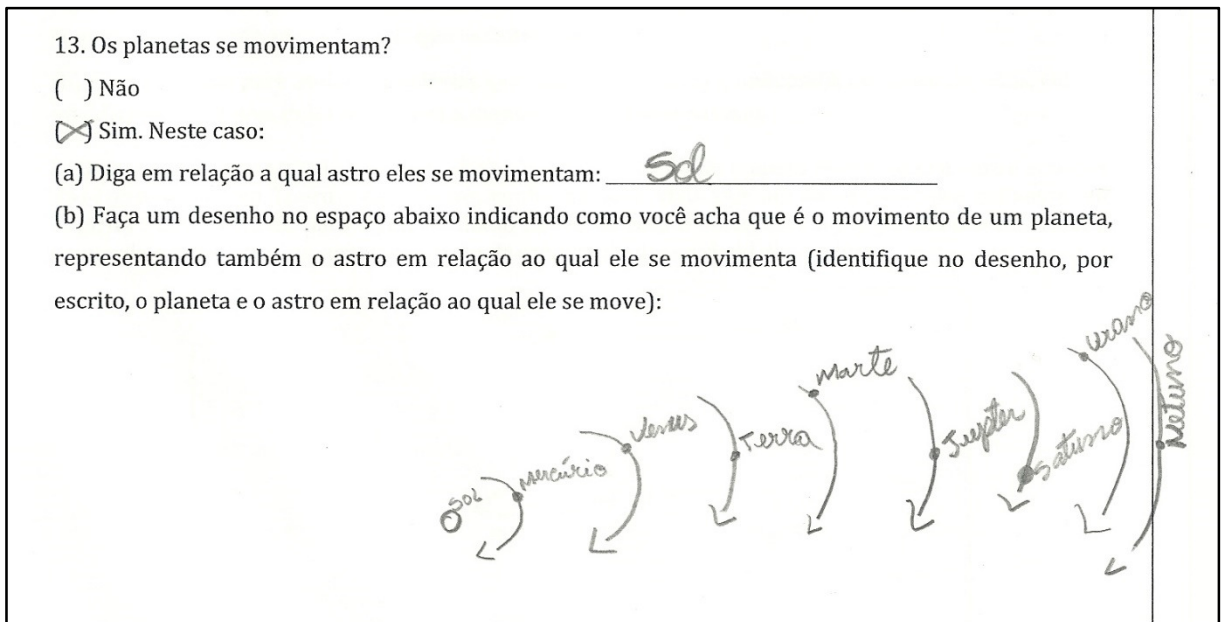 13. Os planetas se movimentam?
( ) Não
(X) Sim. Neste caso:
(a) Diga em relação a qual astro eles se movimentam: Sol
(b) Faça um desenho no espaço abaixo indicando como você acha que é o movimento de um planeta,
representando também o astro em relação ao qual ele se movimenta (identifique no desenho, por
escrito, o planeta e o astro em relação ao qual ele se move):
SOL
Mercúrio
Venus
Terra
Marte
Jupter
Saturno
Urano
Netuno